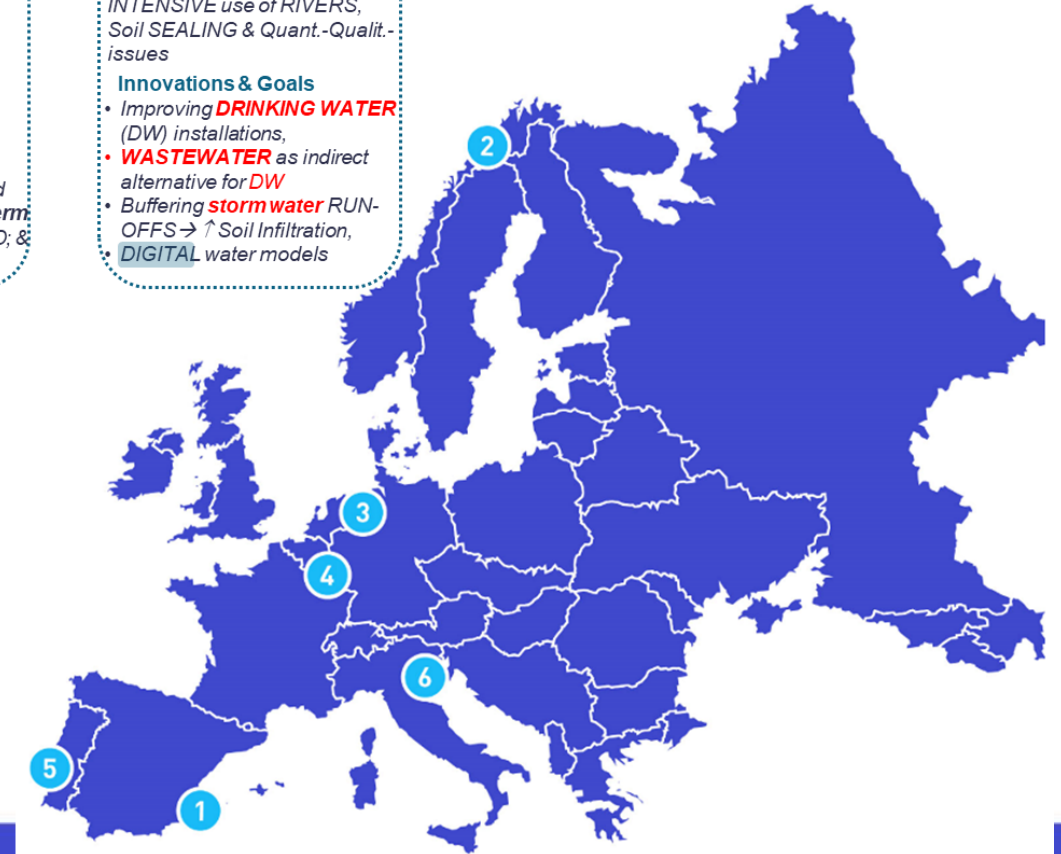 INTENSIVE use of RIVERS,
Soil SEALING & Quant.-Qualit.-
issues
Innovations & Goals
• Improving DRINKING WATER
(DW) installations,
• WASTEWATER as indirect
alternative for DW
• Buffering storm water RUN-
OFFS→ ↑ Soil Infiltration,
• DIGITAL water models
d
erm
D; &
2
3
4
6
5
1